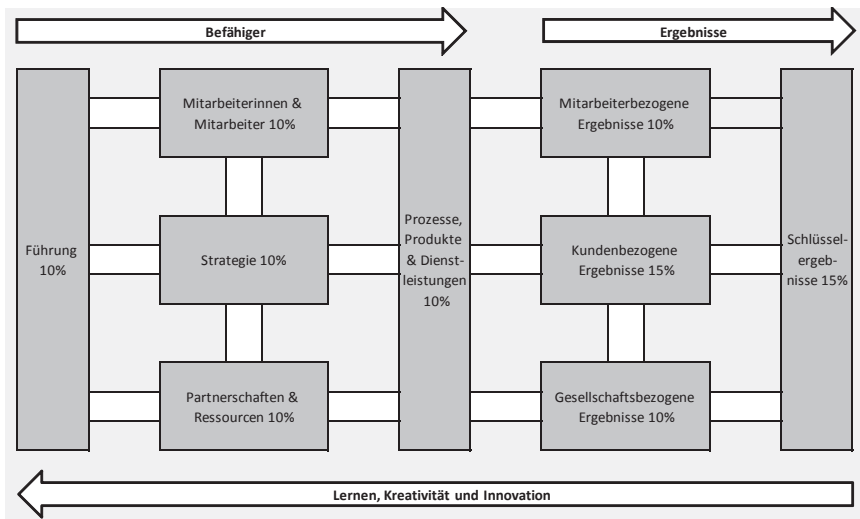 Befähiger
Ergebnisse
Führung
10%
Mitarbeiterinnen &
Mitarbeiter 10%
Strategie 10%
Partnerschaften &
Ressourcen 10%
Prozesse,
Produkte
& Dienst-
leistungen
10%
Mitarbeiterbezogene
Ergebnisse 10%
Kundenbezogene
Ergebnisse 15%
Gesellschaftsbezogene
Ergebnisse 10%
Schlüssel-
ergeb-
nisse 15%
Lernen, Kreativität und Innovation